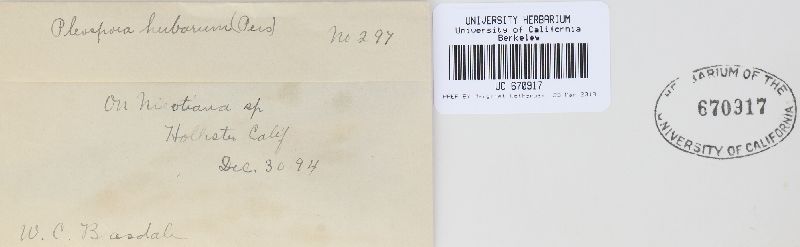 Pleospora herbarum (Pers)
No 297
On Nicotiana sp
Hollister Calif
Dec. 30 94
W. C. Blasdale
UNIVERSITY HERBARIUM
University of California
Berkeley
UC 670917
HERBARIUM OF THE
670917
UNIVERSITY OF CALIFORNIA